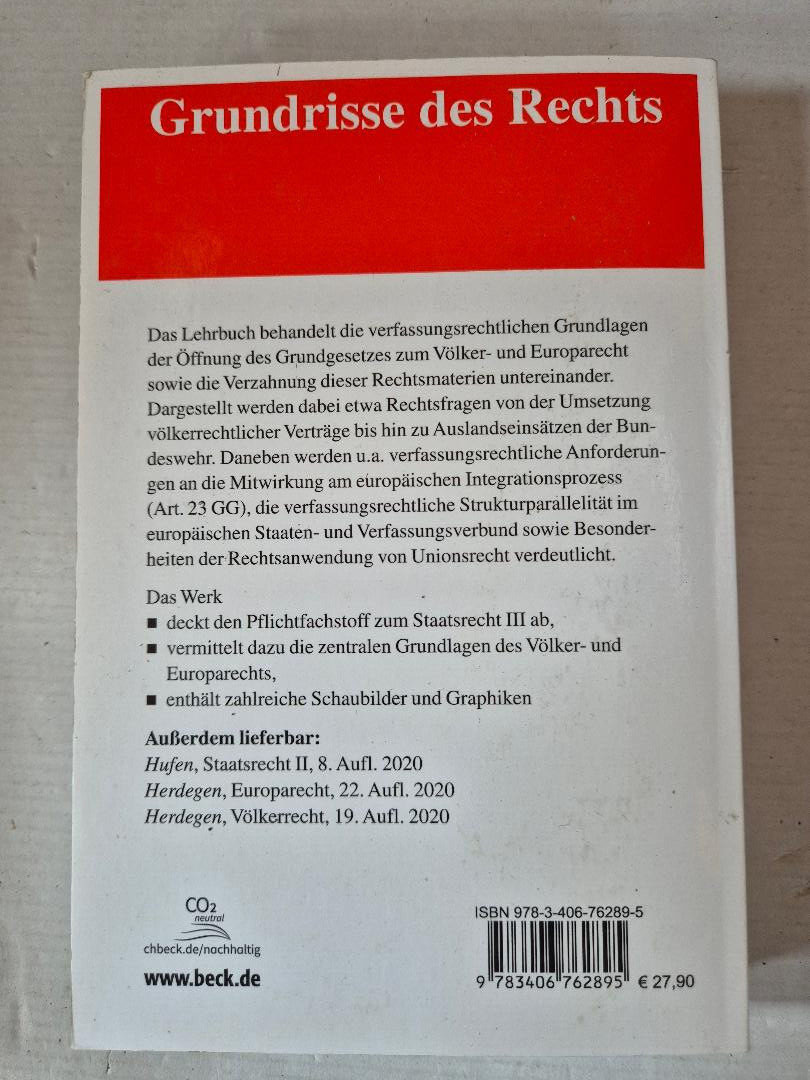 Grundrisse des Rechts
Das Lehrbuch behandelt die verfassungsrechtlichen Grundlagen
der Öffnung des Grundgesetzes zum Völker- und Europarecht
sowie die Verzahnung dieser Rechtsmaterien untereinander.
Dargestellt werden dabei etwa Rechtsfragen von der Umsetzung
völkerrechtlicher Verträge bis hin zu Auslandseinsätzen der Bun-
deswehr. Daneben werden u.a. verfassungsrechtliche Anforderun-
gen an die Mitwirkung am europäischen Integrationsprozess
(Art. 23 GG), die verfassungsrechtliche Strukturparallelität im
europäischen Staaten- und Verfassungsverbund sowie Besonder-
heiten der Rechtsanwendung von Unionsrecht verdeutlicht.
Das Werk
■ deckt den Pflichtfachstoff zum Staatsrecht III ab,
■ vermittelt dazu die zentralen Grundlagen des Völker- und
Europarechts,
■ enthält zahlreiche Schaubilder und Graphiken
Außerdem lieferbar:
Hufen, Staatsrecht II, 8. Aufl. 2020
Herdegen, Europarecht, 22. Aufl. 2020
Herdegen, Völkerrecht, 19. Aufl. 2020
CO2
neutral
chbeck.de/nachhaltig
www.beck.de
ISBN 978-3-406-76289-5
9 783406 762895 € 27,90